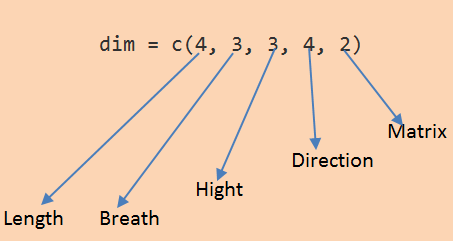 dim = c(4, 3, 3, 4, 2)
Matrix
Direction
Hight
Length Breath